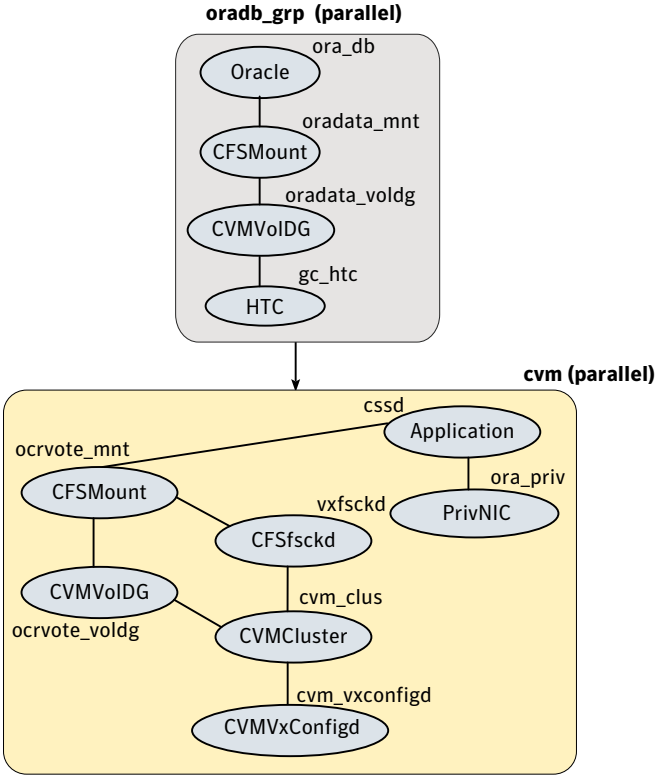 oradb_grp (parallel)
ora_db
Oracle
oradata_mnt
CFSMount
oradata_voldg
CVMVolDG
gc_htc
HTC
cvm (parallel)
cssd
Application
ocrvote_mnt
ora_priv
CFSMount
vxfsckd
PrivNIC
CFSfsckd
CVMVolDG
cvm_clus
ocrvote_voldg
CVMCluster
cvm_vxconfigd
CVMVxConfigd